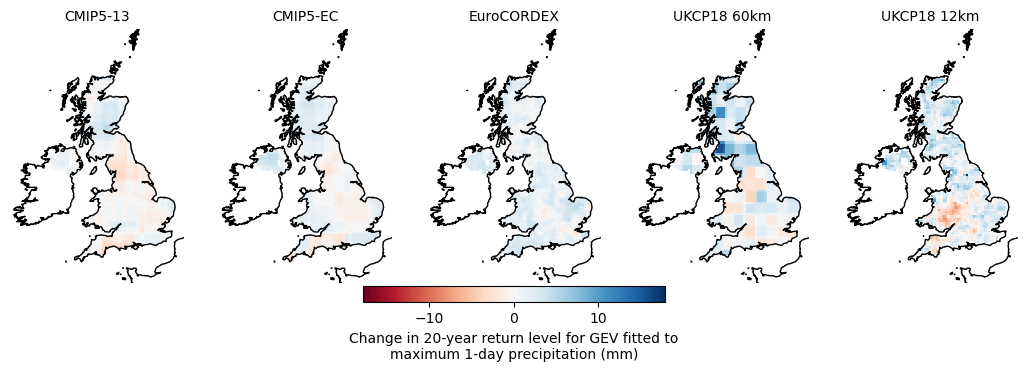 CMIP5-13 CMIP5-EC EuroCORDEX UKCP18 60km UKCP18 12km
−10 0 10
Change in 20-year return level for GEV fitted to
maximum 1-day precipitation (mm)